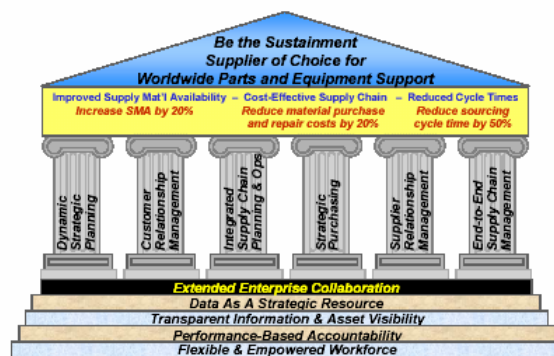 Be the Sustainment
Supplier of Choice for
Worldwide Parts and Equipment Support
Improved Supply Mat'l Availability – Cost-Effective Supply Chain – Reduced Cycle Times
Increase SMA by 20%
Reduce material purchase
and repair costs by 20%
Reduce sourcing
cycle time by 50%
Dynamic
Strategic
Planning
Customer
Relationship
Management
Integrated
Supply Chain
Planning & Ops
Strategic
Purchasing
Supplier
Relationship
Management
End-to-End
Supply Chain
Management
Extended Enterprise Collaboration
Data As A Strategic Resource
Transparent Information & Asset Visibility
Performance-Based Accountability
Flexible & Empowered Workforce